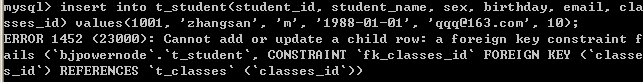 mysql> insert into t_student(student_id, student_name, sex, birthday, email, cla
sses_id) values(1001, 'zhangsan', 'm', '1988-01-01', 'qqq@163.com', 10);
ERROR 1452 (23000): Cannot add or update a child row: a foreign key constraint f
ails (`bjpowernode`.`t_student`, CONSTRAINT `fk_classes_id` FOREIGN KEY (`classe
s_id`) REFERENCES `t_classes` (`classes_id`))